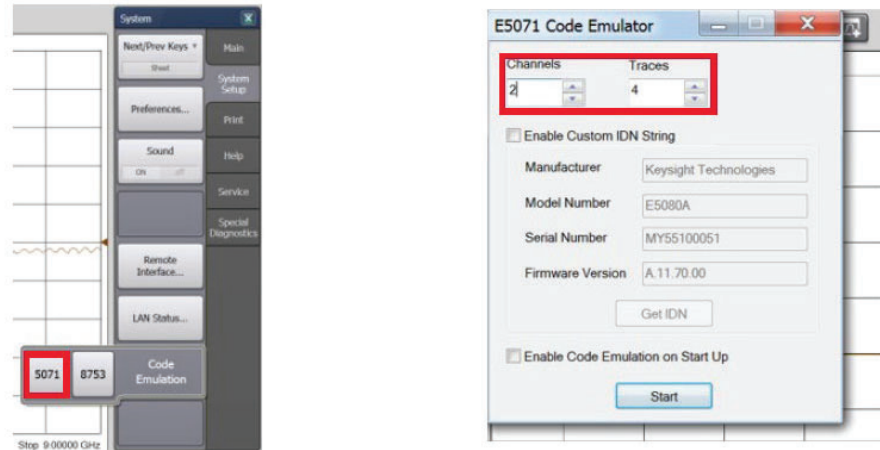 System
X
Next/Prev Keys
Sheet
Main
System
Setup
Preferences...
Print
Sound
ON off
Help
Service
Special
Diagnostics
Remote
Interface...
LAN Status...
5071
8753
Code
Emulation
Stop 9.00000 GHz
E5071 Code Emulator
X
Channels
Traces
2
4
Enable Custom IDN String
Manufacturer
Keysight Technologies
Model Number
E5080A
Serial Number
MY55100051
Firmware Version
A.11.70.00
Get IDN
Enable Code Emulation on Start Up
Start